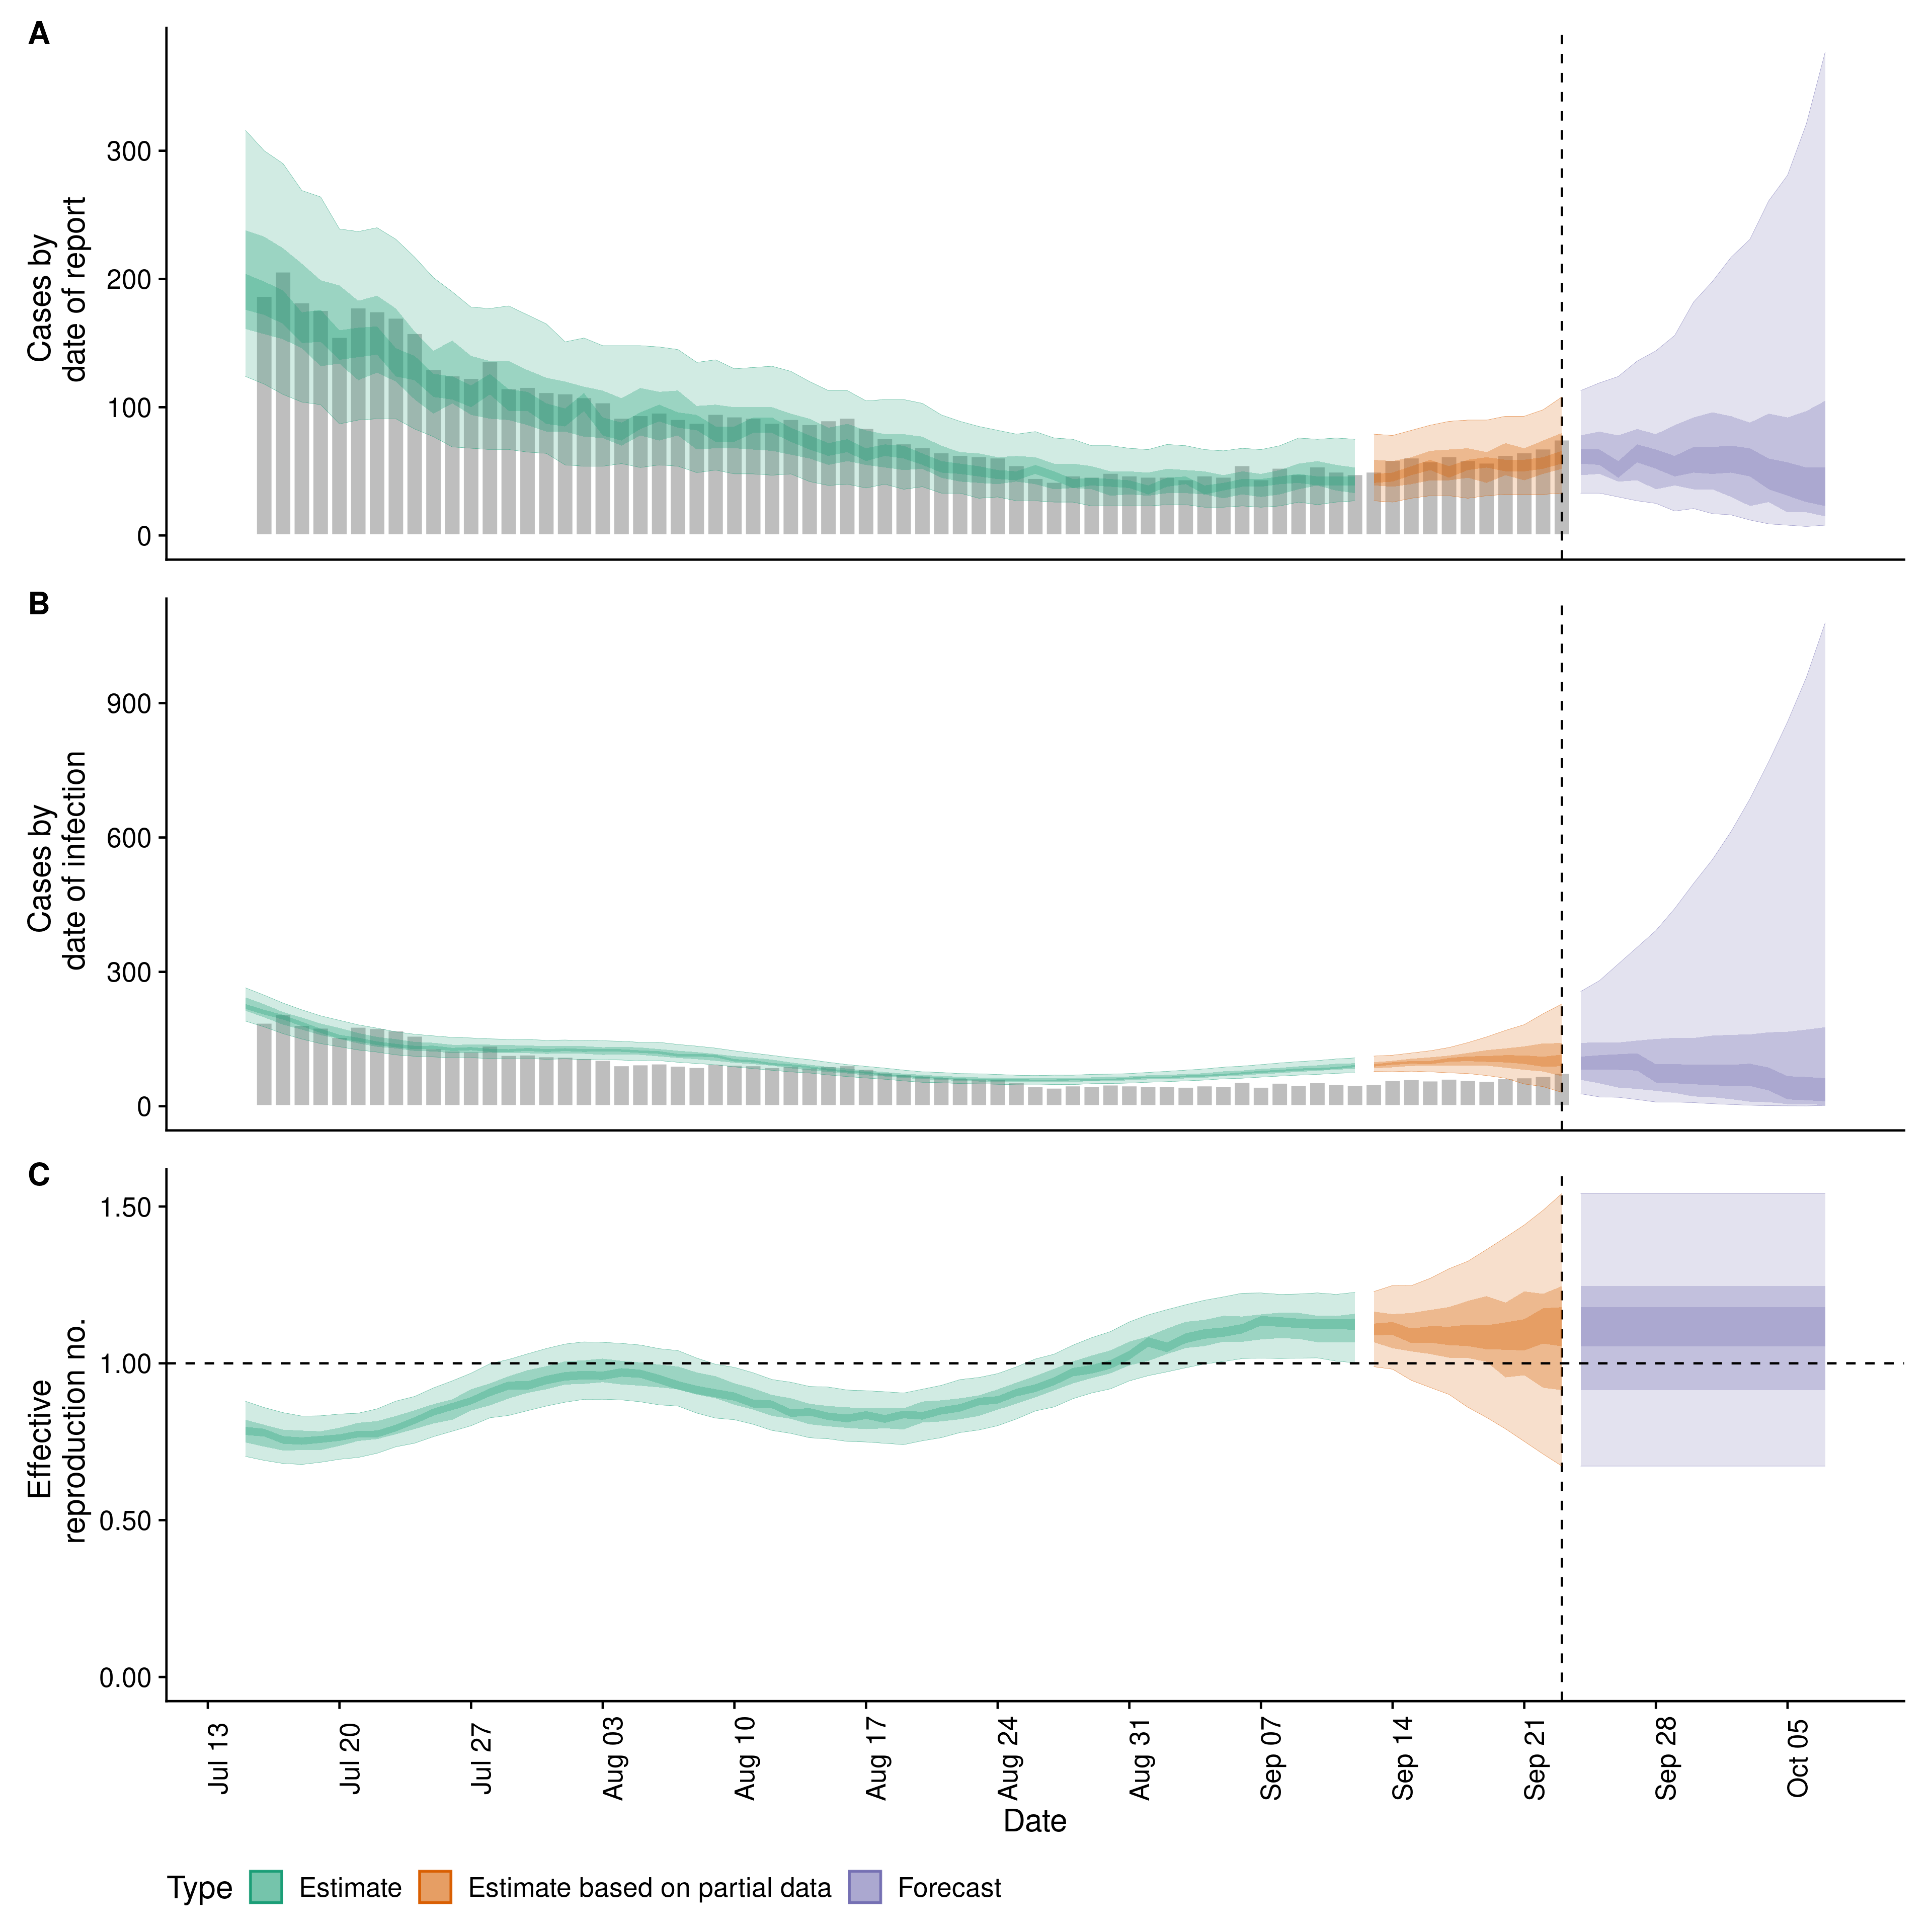 A
Cases by
date of report
300
200
100
0
B
Cases by
date of infection
900
600
300
0
C
Effective
reproduction no.
1.50
1.00
0.50
0.00
Jul 13
Jul 20
Jul 27
Aug 03
Aug 10
Aug 17
Aug 24
Aug 31
Sep 07
Sep 14
Sep 21
Sep 28
Oct 05
Date
Type Estimate Estimate based on partial data Forecast